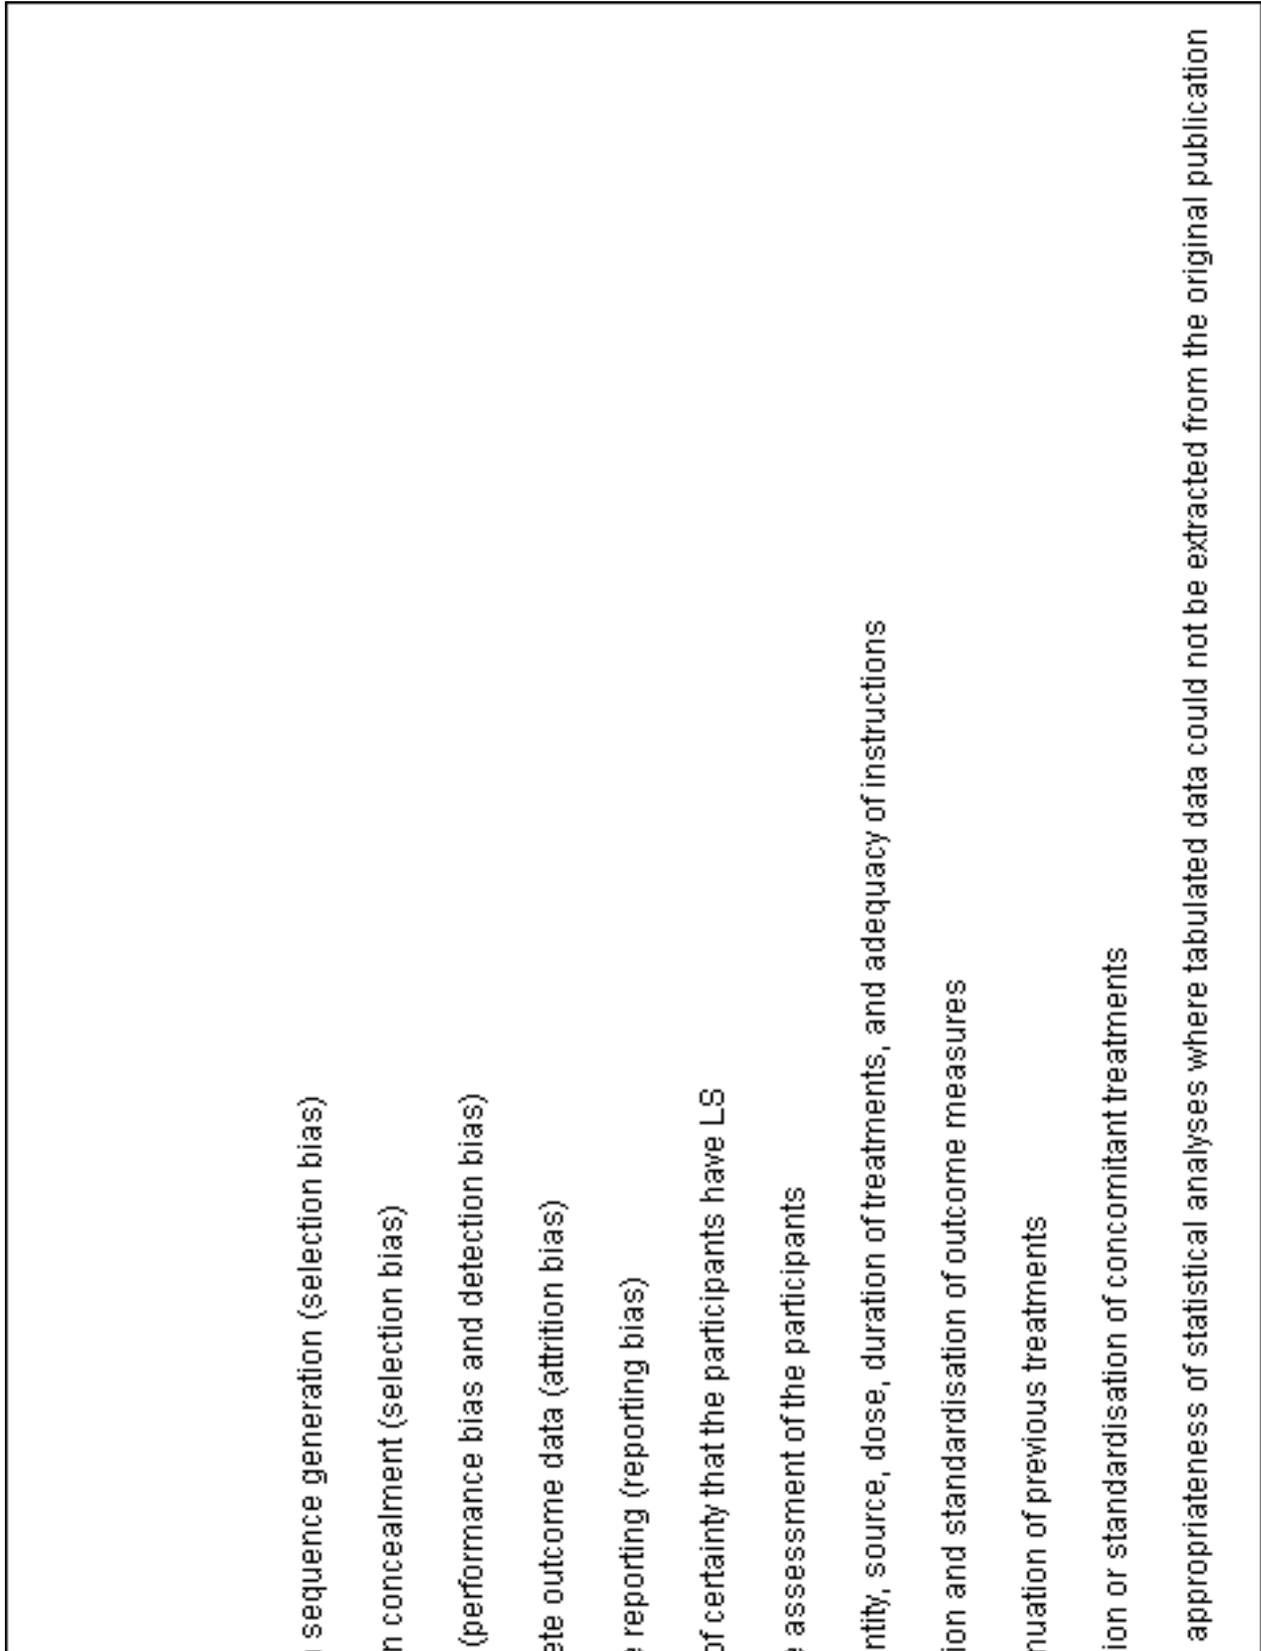 sequence generation (selection bias)
n concealment (selection bias)
(performance bias and detection bias)
ete outcome data (attrition bias)
reporting (reporting bias)
of certainty that the participants have LS
assessment of the participants
ntity, source, dose, duration of treatments, and adequacy of instructions
ion and standardisation of outcome measures
nuation of previous treatments
ion or standardisation of concomitant treatments
appropriateness of statistical analyses where tabulated data could not be extracted from the original publication